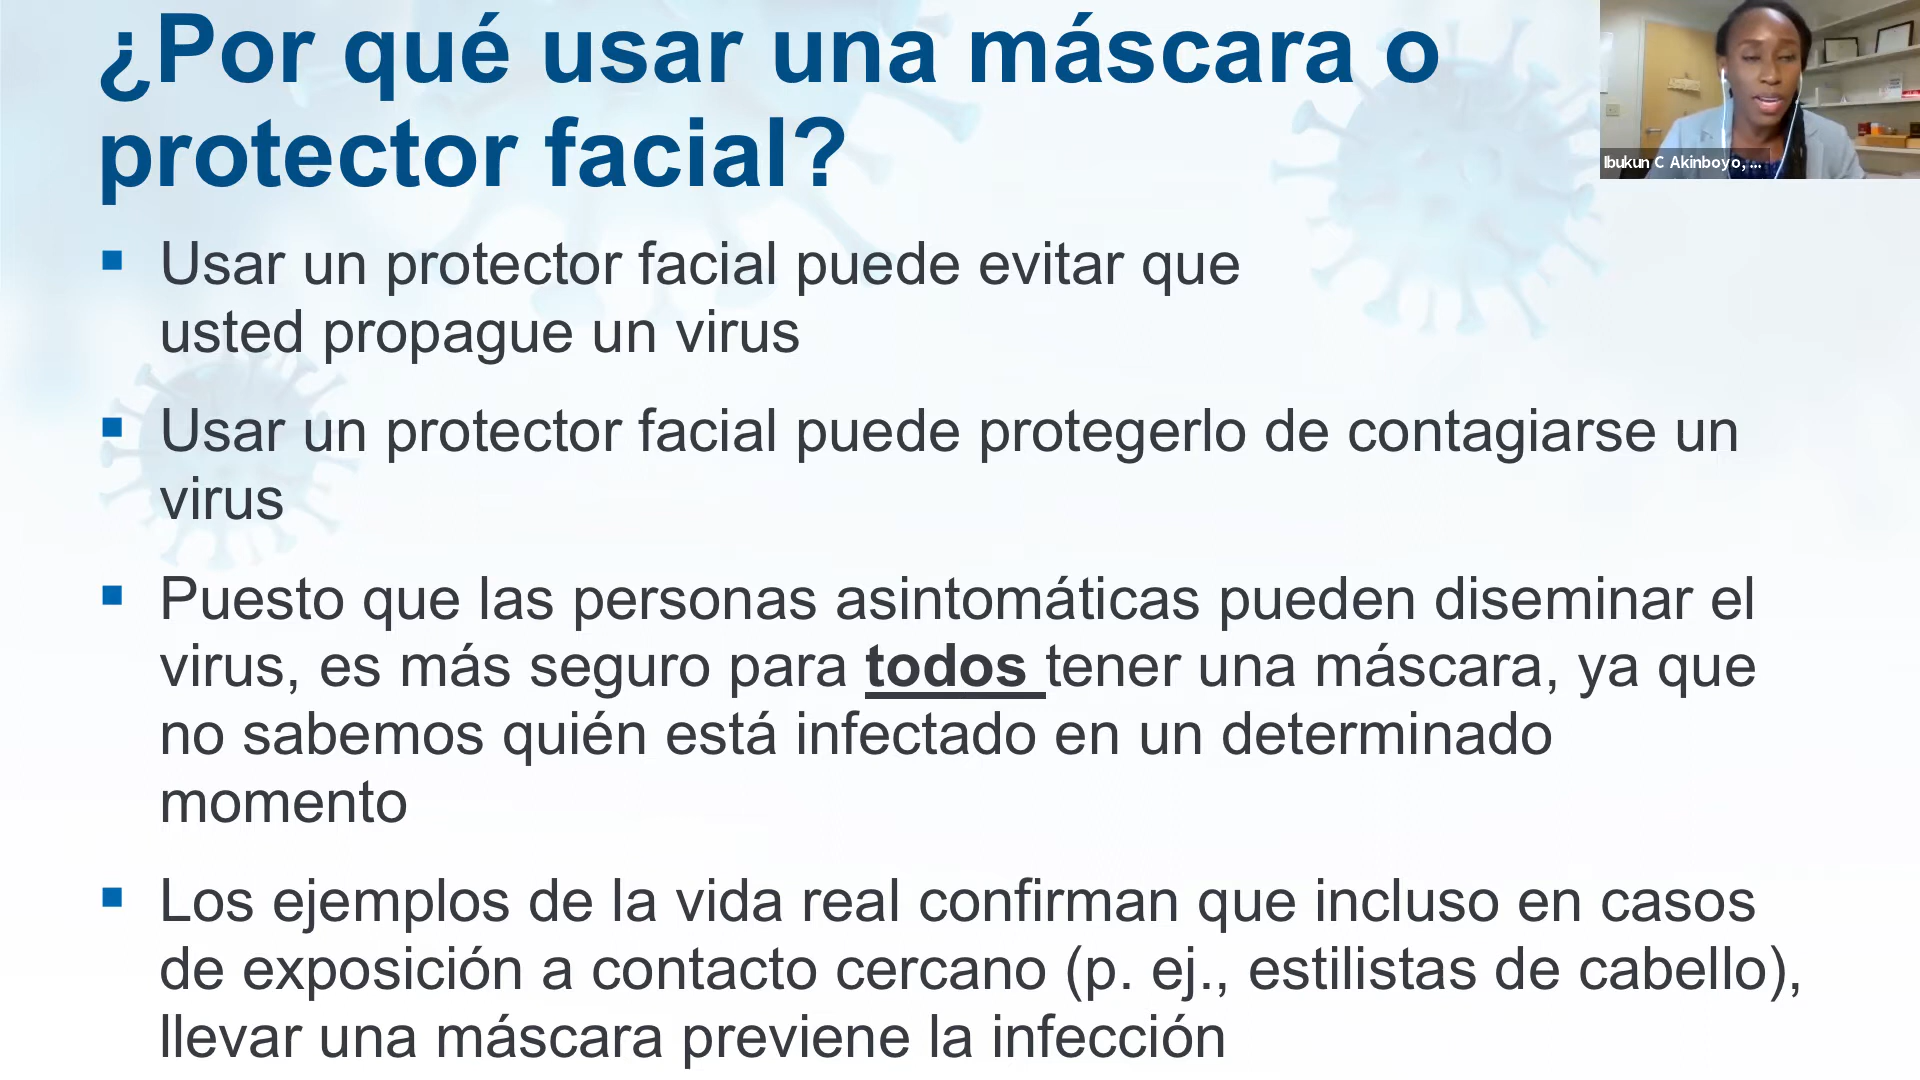 ¿Por qué usar una máscara o
protector facial?
Ibukun C Akinboyo, ...
Usar un protector facial puede evitar que
usted propague un virus
Usar un protector facial puede protegerlo de contagiarse un
virus
Puesto que las personas asintomáticas pueden diseminar el
virus, es más seguro para todos tener una máscara, ya que
no sabemos quién está infectado en un determinado
momento
Los ejemplos de la vida real confirman que incluso en casos
de exposición a contacto cercano (p. ej., estilistas de cabello),
llevar una máscara previene la infección